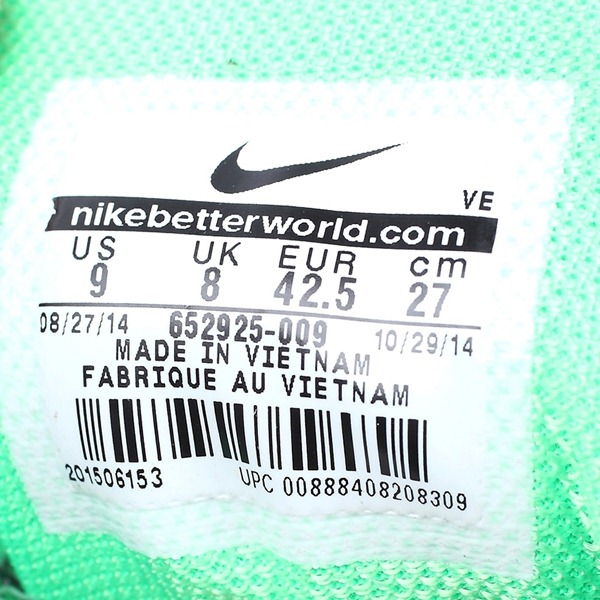 VE
nikebetterworld.com
US UK EUR cm
9 8 42.5 27
08/27/14 652925-009 10/29/14
MADE IN VIETNAM
FABRIQUE AU VIETNAM
201506153 UPC 00888408208309